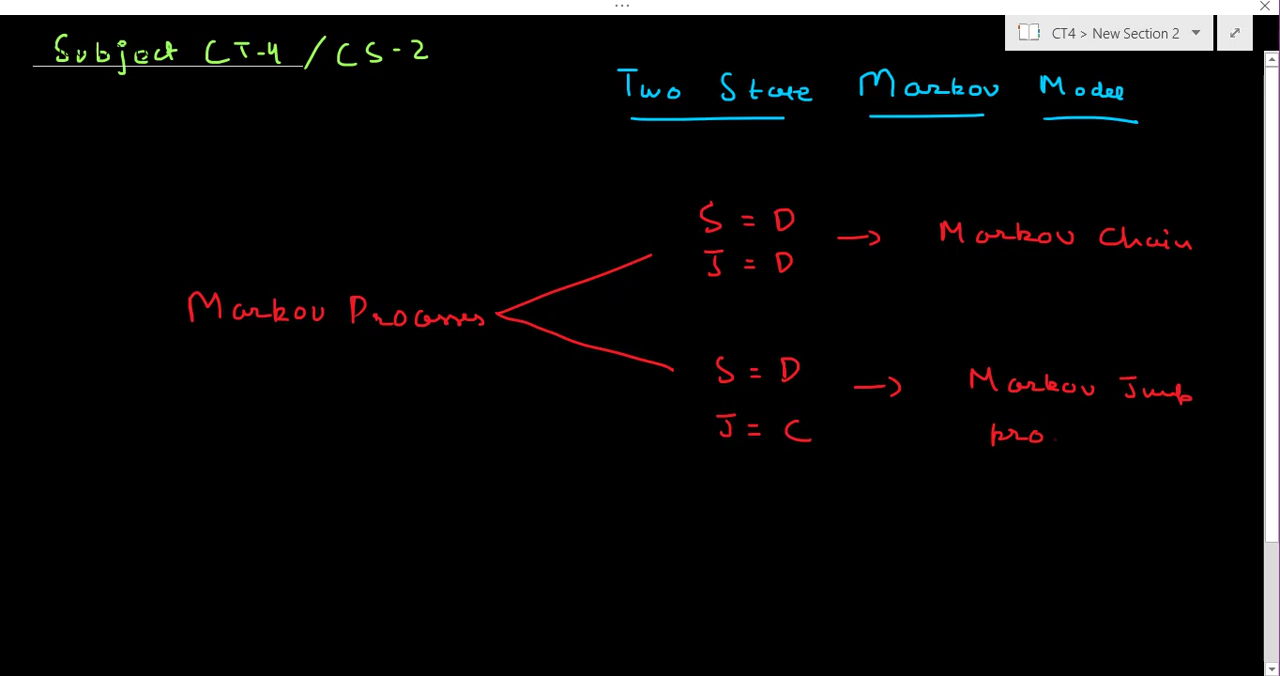 CT4 > New Section 2
Subject CT-4 / CS-2
Two State Markov Model
S = D
J = D
→ Markov Chain
Markov Processes
S = D
J = C
→ Markov Jump
pro